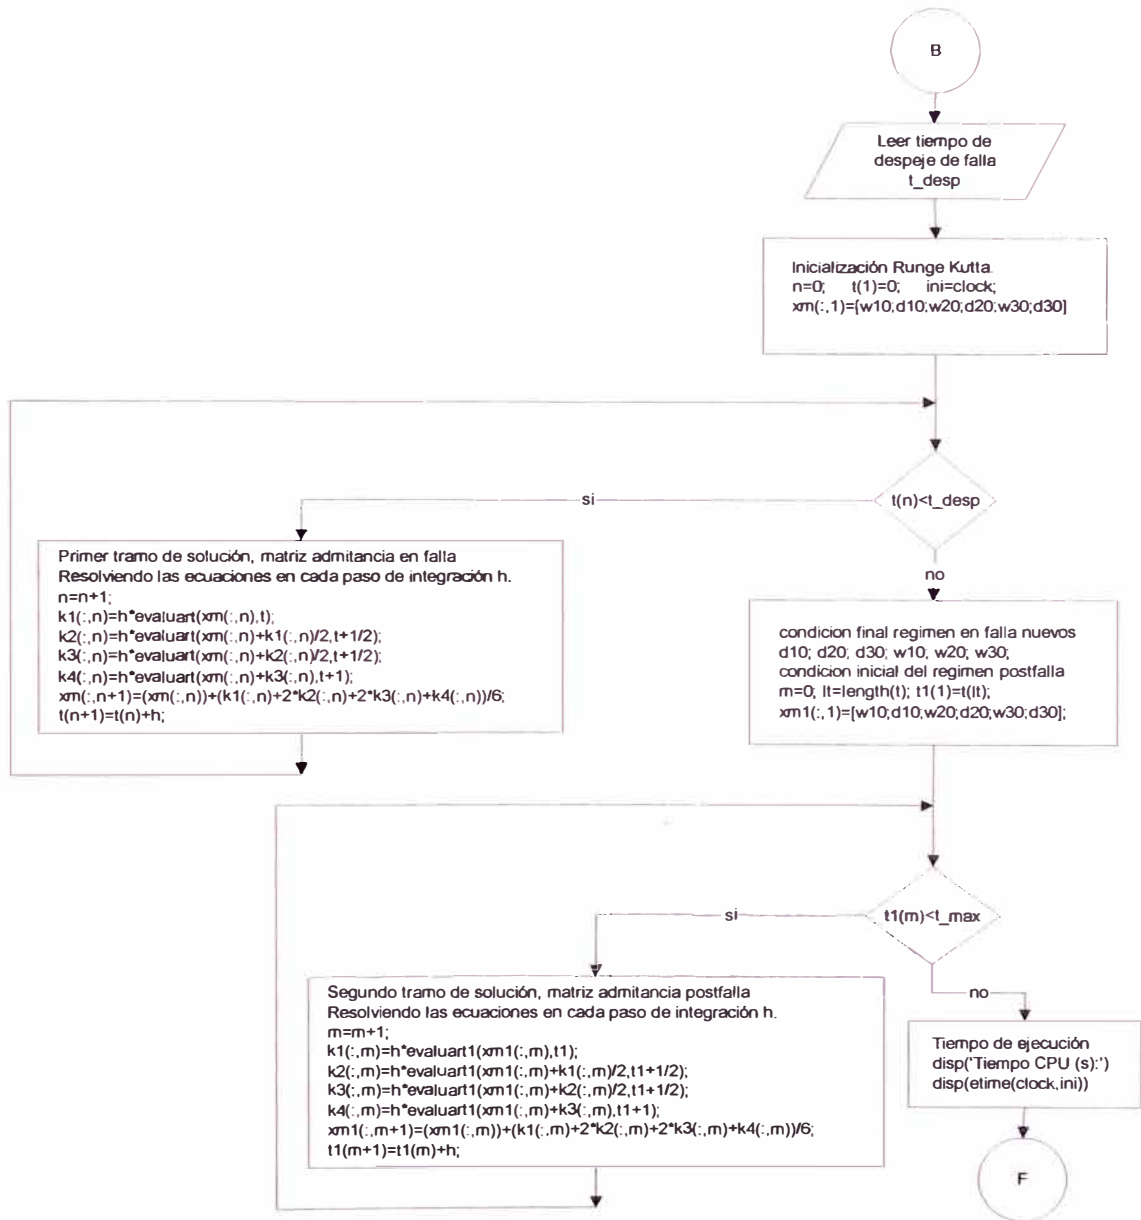 B
Leer tiempo de
despeje de falla
t_desp
Inicialización Runge Kutta.
n=0; t(1)=0; ini=clock;
xm(:,1)=[w10;d10;w20;d20;w30;d30]
t(n)<t_desp
si
no
Primer tramo de solución, matriz admitancia en falla
Resolviendo las ecuaciones en cada paso de integración h.
n=n+1;
k1(:,n)=h*evaluart(xm(:,n),t);
k2(:,n)=h*evaluart(xm(:,n)+k1(:,n)/2,t+1/2);
k3(:,n)=h*evaluart(xm(:,n)+k2(:,n)/2,t+1/2);
k4(:,n)=h*evaluart(xm(:,n)+k3(:,n),t+1);
xm(:,n+1)=(xm(:,n))+(k1(:,n)+2*k2(:,n)+2*k3(:,n)+k4(:,n))/6;
t(n+1)=t(n)+h;
condicion final regimen en falla nuevos
d10; d20; d30; w10; w20; w30;
condicion inicial del regimen postfalla
m=0; lt=length(t); t1(1)=t(lt);
xm1(:,1)=[w10;d10;w20;d20;w30;d30];
t1(m)<t_max
si
no
Segundo tramo de solución, matriz admitancia postfalla
Resolviendo las ecuaciones en cada paso de integración h.
m=m+1;
k1(:,m)=h*evaluart1(xm1(:,m),t1);
k2(:,m)=h*evaluart1(xm1(:,m)+k1(:,m)/2,t1+1/2);
k3(:,m)=h*evaluart1(xm1(:,m)+k2(:,m)/2,t1+1/2);
k4(:,m)=h*evaluart1(xm1(:,m)+k3(:,m),t1+1);
xm1(:,m+1)=(xm1(:,m))+(k1(:,m)+2*k2(:,m)+2*k3(:,m)+k4(:,m))/6;
t1(m+1)=t1(m)+h;
Tiempo de ejecución
disp('Tiempo CPU (s):')
disp(etime(clock,ini))
F